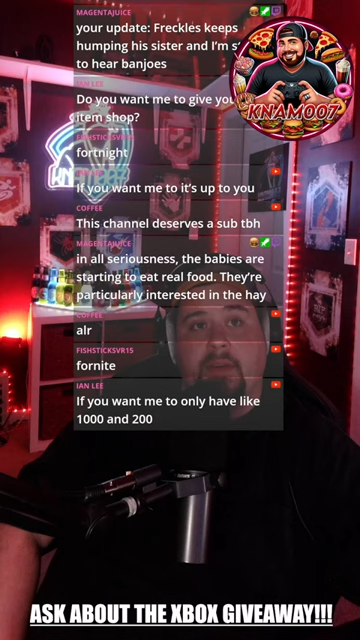 MAGENTAJUICE
your update: Freckles keeps
humping his sister and I'm
to hear banjoes
IAN LEE
Do you want me to give you
item shop?
FISHSTICKSVR15
fortnight
If you want me to it's up to you
COFFEE
This channel deserves a sub tbh
MAGENTAJUICE
in all seriousness, the babies are
starting to eat real food. They're
particularly interested in the hay
COFFEE
alr
FISHSTICKSVR15
fornite
IAN LEE
If you want me to only have like
1000 and 200
KNAM007
ASK ABOUT THE XBOX GIVEAWAY!!!